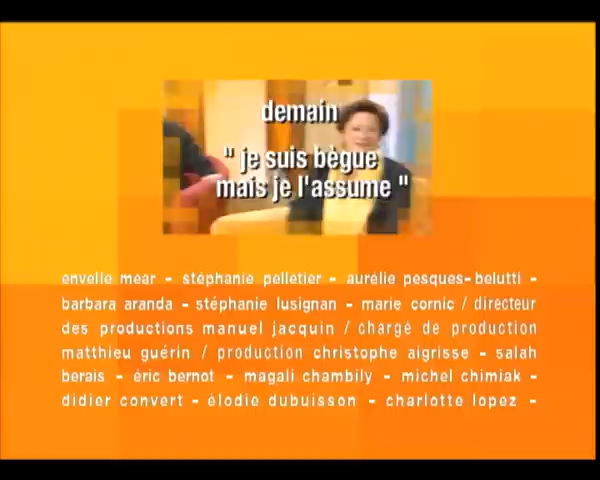 demain
" je suis bègue
mais je l'assume "
envelle mear - stéphanie pelletier - aurélie pesques-belutti -
barbara aranda - stéphanie lusignan - marie cornic / directeur
des productions manuel jacquin / chargé de production
matthieu guérin / production christophe aigrisse - salah
berais - éric bernot - magali chambily - michel chimiak -
didier convert - élodie dubuisson - charlotte lopez -